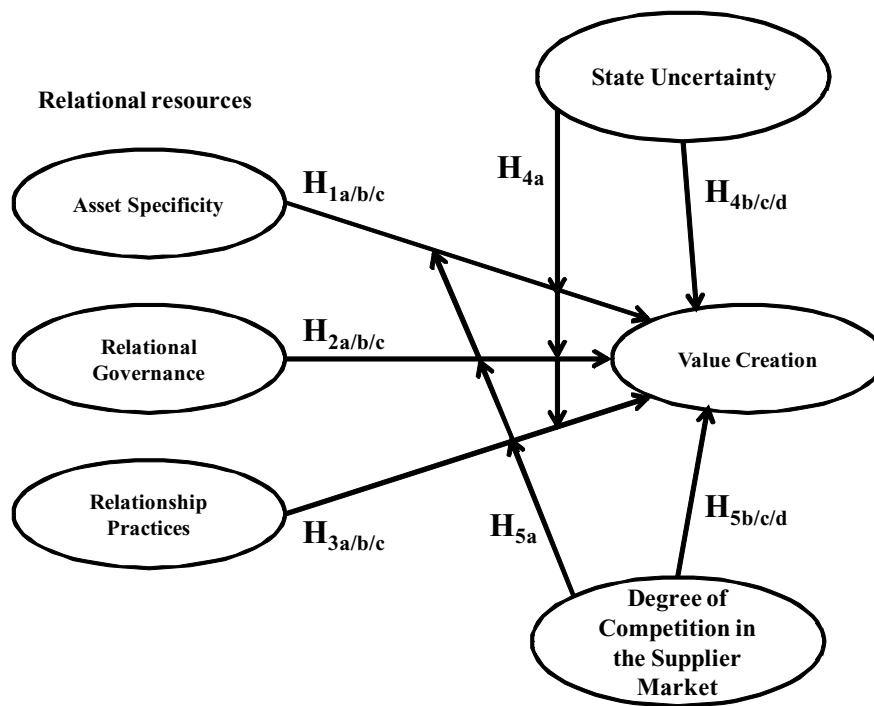 State Uncertainty
Relational resources
H4a
H1a/b/c
Asset Specificity
H4b/c/d
H2a/b/c
Relational
Governance
Value Creation
Relationship
Practices
H3a/b/c
H5a
H5b/c/d
Degree of
Competition in
the Supplier
Market